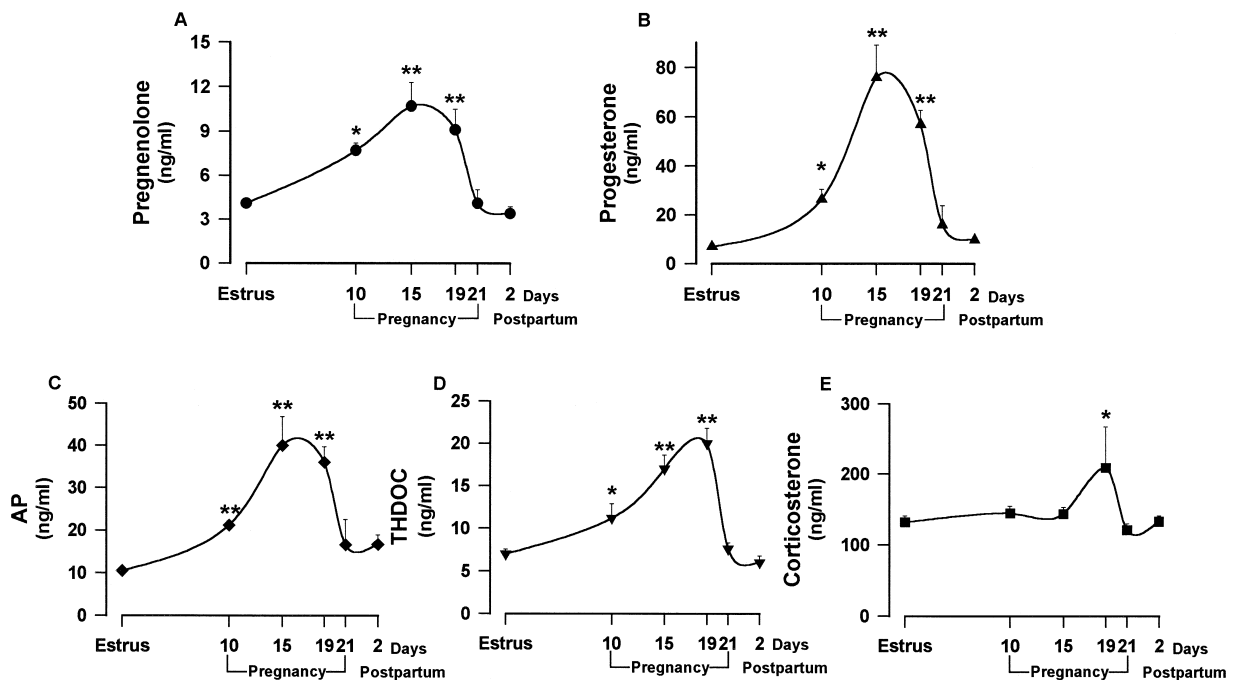 A
Pregnenolone
(ng/ml)
15
12
9
6
3
0
*
**
**
Estrus 10 15 19 21 2 Days
Pregnancy Postpartum
B
Progesterone
(ng/ml)
80
60
40
20
0
*
**
**
Estrus 10 15 19 21 2 Days
Pregnancy Postpartum
C
AP
(ng/ml)
50
40
30
20
10
0
**
**
**
Estrus 10 15 19 21 2 Days
Pregnancy Postpartum
D
THDOC
(ng/ml)
25
20
15
10
5
0
*
**
**
Estrus 10 15 19 21 2 Days
Pregnancy Postpartum
E
Corticosterone
(ng/ml)
300
200
100
0
*
Estrus 10 15 19 21 2 Days
Pregnancy Postpartum